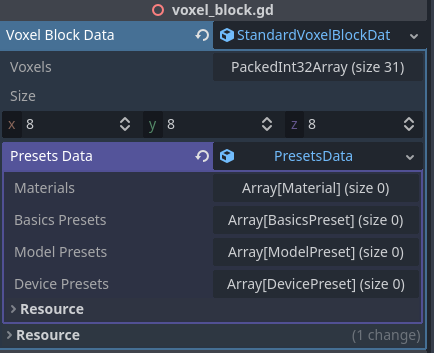 voxel_block.gd
Voxel Block Data StandardVoxelBlockDat
Voxels PackedInt32Array (size 31)
Size
x 8 y 8 z 8
Presets Data PresetsData
Materials Array[Material] (size 0)
Basics Presets Array[BasicsPreset] (size 0)
Model Presets Array[ModelPreset] (size 0)
Device Presets Array[DevicePreset] (size 0)
Resource
Resource (1 change)